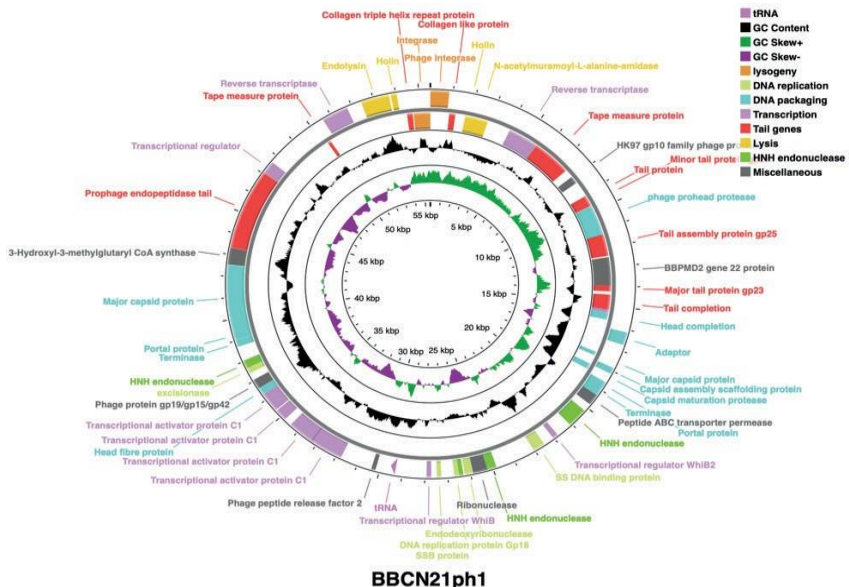 Collagen triple helix repeat protein
Collagen like protein
Integrase
Phage integrase
Holin
Holin
Endolysin
N-acetylmuramoyl-L-alanine-amidase
Reverse transcriptase
Reverse transcriptase
Tape measure protein
Tape measure protein
Transcriptional regulator
HK97 gp10 family phage pro
Minor tail prote
Tail protein
Prophage endopeptidase tail
phage prohead protease
Tail assembly protein gp25
3-Hydroxyl-3-methylglutaryl CoA synthase
BBPMD2 gene 22 protein
Major tail protein gp23
Major capsid protein
Tail completion
Head completion
Adaptor
Portal protein
Terminase
HNH endonuclease
excisionase
Phage protein gp19/gp15/gp42
Transcriptional activator protein C1
Transcriptional activator protein C1
Head fibre protein
Transcriptional activator protein C1
Transcriptional activator protein C1
Major capsid protein
Capsid assembly scaffolding protein
Capsid maturation protease
Terminase
Peptide ABC transporter permease
Portal protein
HNH endonuclease
Transcriptional regulator WhiB2
SS DNA binding protein
Phage peptide release factor 2
tRNA
Ribonuclease
Transcriptional regulator WhiB
HNH endonuclease
Endodeoxyribonuclease
DNA replication protein Gp18
SSB protein
55 kbp
5 kbp
10 kbp
15 kbp
20 kbp
25 kbp
30 kbp
35 kbp
40 kbp
45 kbp
50 kbp
tRNA
GC Content
GC Skew+
GC Skew-
lysogeny
DNA replication
DNA packaging
Transcription
Tail genes
Lysis
HNH endonuclease
Miscellaneous
BBCN21ph1